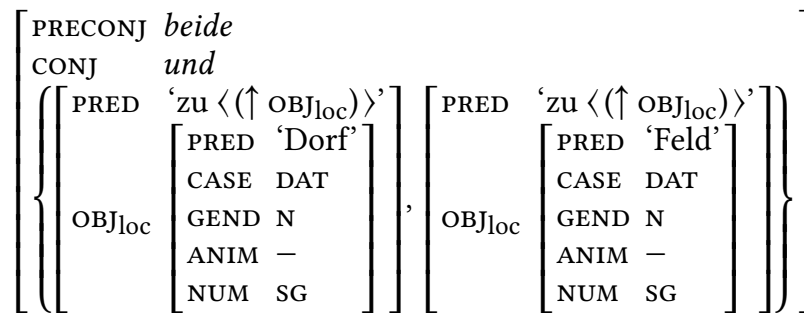 PRECONJ beide
CONJ und
PRED ‘zu ⟨(↑ OBJloc)⟩’ PRED ‘zu ⟨(↑ OBJloc)⟩’
PRED ‘Dorf’ PRED ‘Feld’
CASE DAT CASE DAT
OBJloc GEND N , OBJloc GEND N
ANIM − ANIM −
NUM SG NUM SG